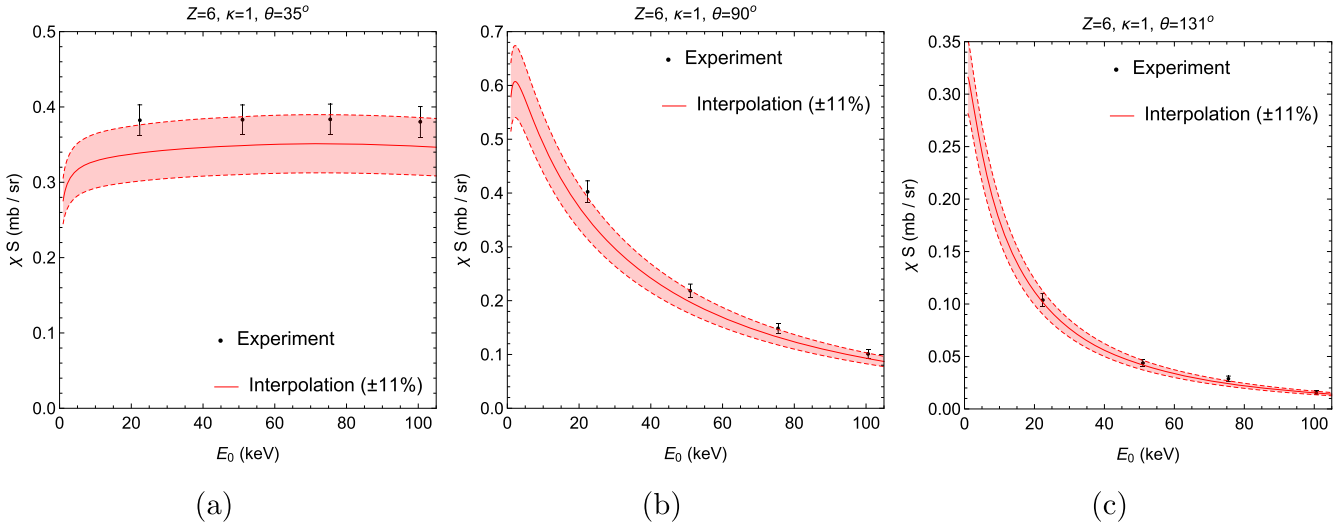 Z=6, κ=1, θ=35°
0.5
0.4
0.3
0.2
0.1
0.0
χ S (mb / sr)
Experiment
Interpolation (±11%)
0 20 40 60 80 100
E₀ (keV)
(a)
Z=6, κ=1, θ=90°
0.7
0.6
0.5
0.4
0.3
0.2
0.1
0.0
χ S (mb / sr)
Experiment
Interpolation (±11%)
0 20 40 60 80 100
E₀ (keV)
(b)
Z=6, κ=1, θ=131°
0.35
0.30
0.25
0.20
0.15
0.10
0.05
0.00
χ S (mb / sr)
Experiment
Interpolation (±11%)
0 20 40 60 80 100
E₀ (keV)
(c)